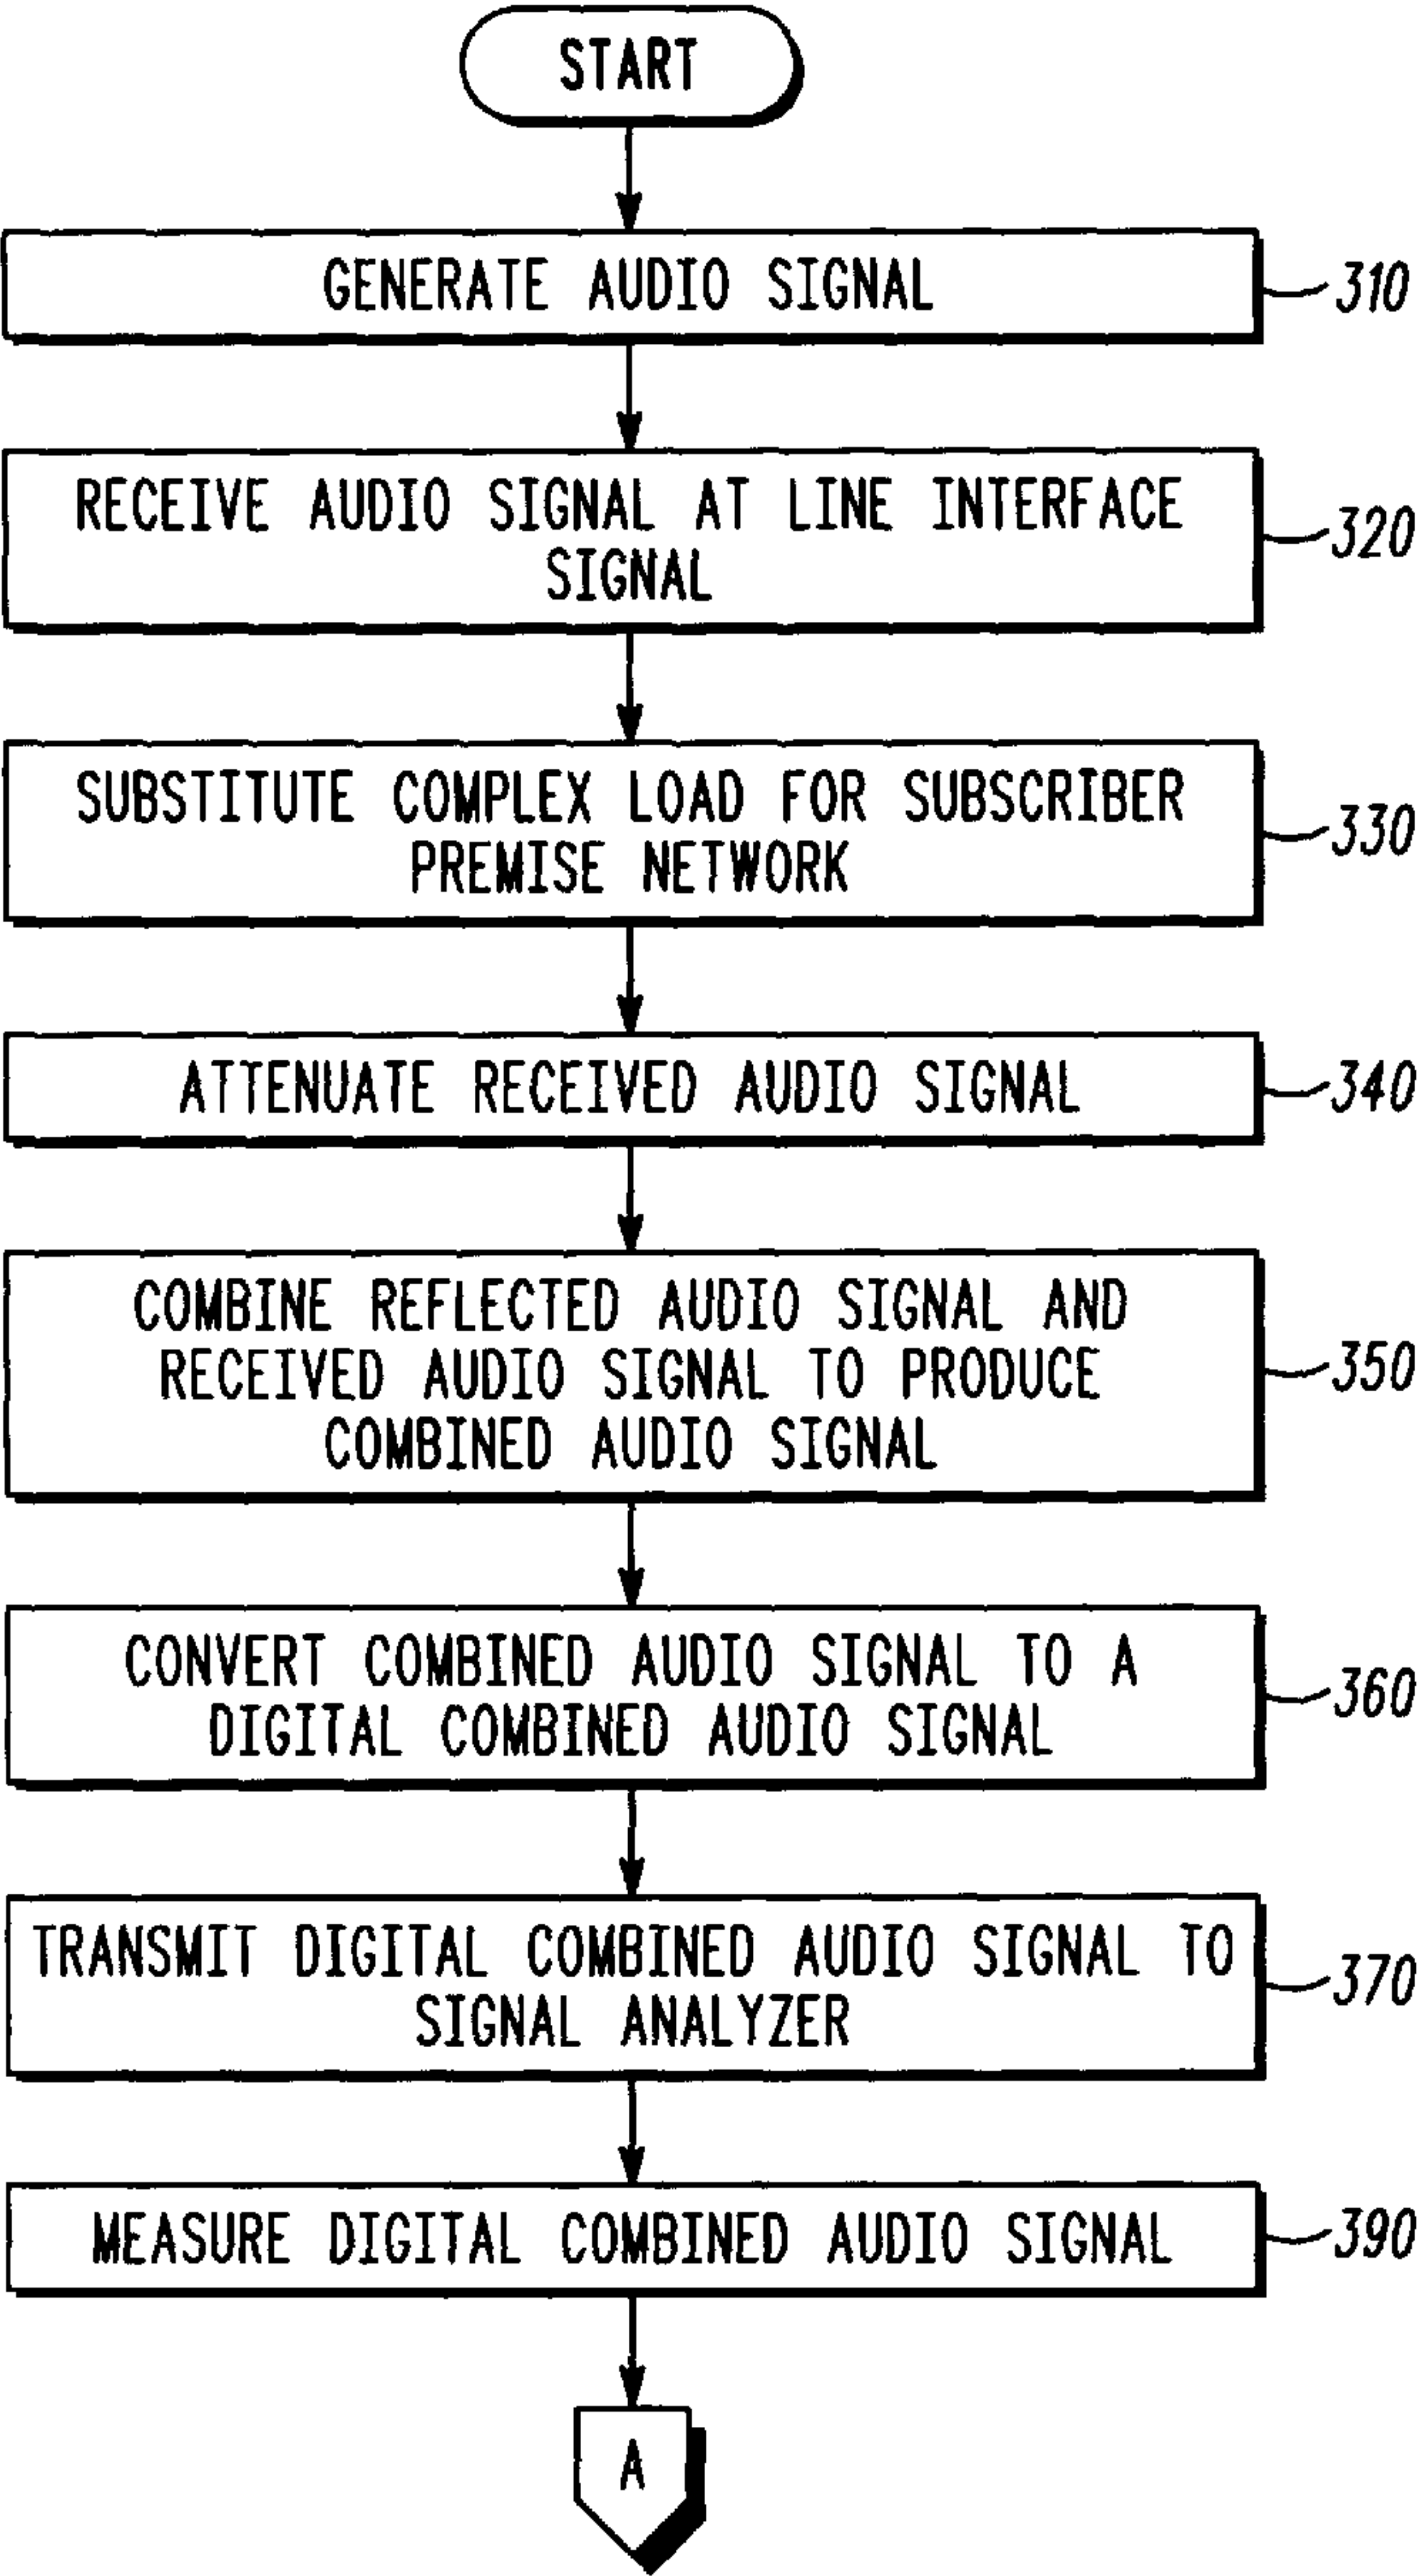 START
GENERATE AUDIO SIGNAL
310
RECEIVE AUDIO SIGNAL AT LINE INTERFACE
SIGNAL
320
SUBSTITUTE COMPLEX LOAD FOR SUBSCRIBER
PREMISE NETWORK
330
ATTENUATE RECEIVED AUDIO SIGNAL
340
COMBINE REFLECTED AUDIO SIGNAL AND
RECEIVED AUDIO SIGNAL TO PRODUCE
COMBINED AUDIO SIGNAL
350
CONVERT COMBINED AUDIO SIGNAL TO A
DIGITAL COMBINED AUDIO SIGNAL
360
TRANSMIT DIGITAL COMBINED AUDIO SIGNAL TO
SIGNAL ANALYZER
370
MEASURE DIGITAL COMBINED AUDIO SIGNAL
390
A